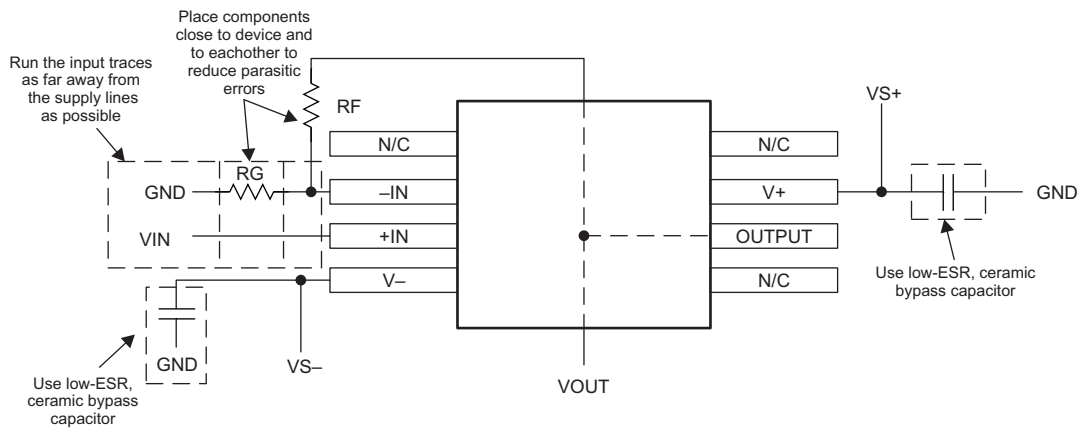 Place components
close to device and
to eachother to
reduce parasitic
errors
Run the input traces
as far away from
the supply lines
as possible
RF
VS+
N/C
N/C
RG
GND
–IN
V+
GND
VIN
+IN
OUTPUT
V–
N/C
Use low-ESR, ceramic
bypass capacitor
GND
VS–
VOUT
Use low-ESR,
ceramic bypass
capacitor